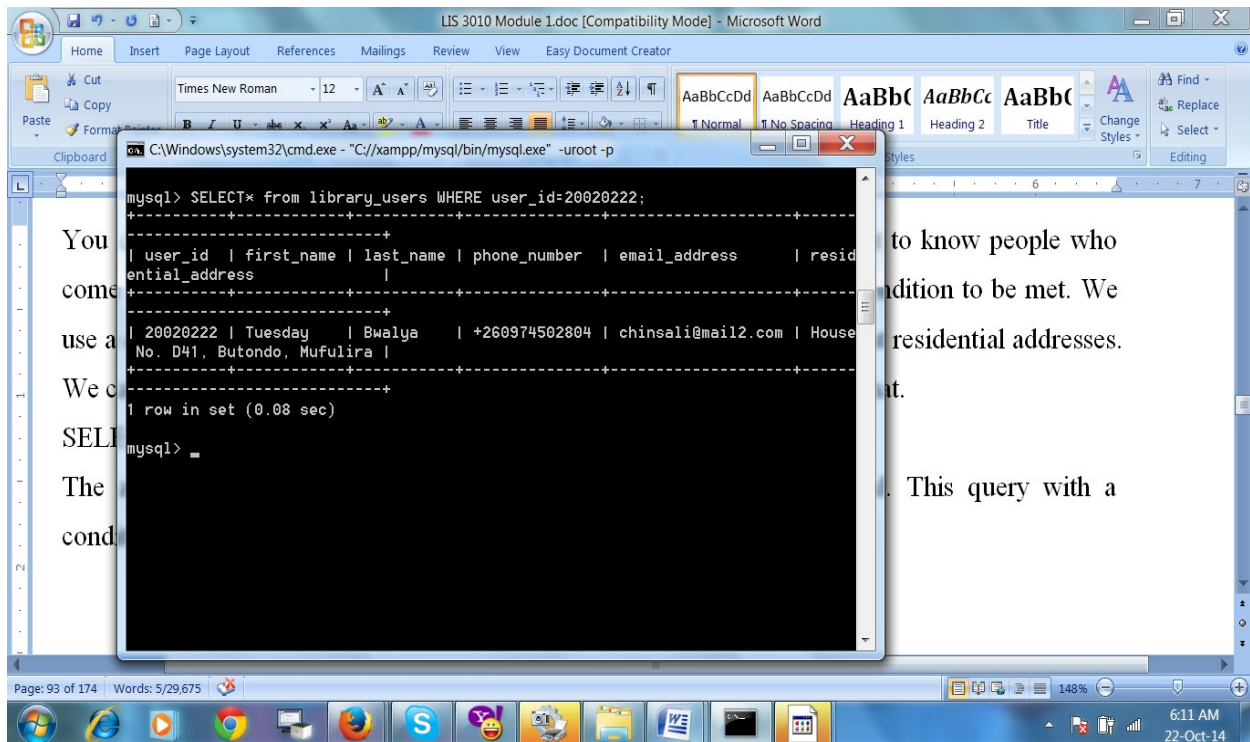 LIS 3010 Module 1.doc [Compatibility Mode] - Microsoft Word
Home Insert Page Layout References Mailings Review View Easy Document Creator
Cut
Copy
Format Painter
Paste
Clipboard
Times New Roman 12
AaBbCcDd AaBbCcDd AaBb( AaBbCc AaBb(
¶ Normal ¶ No Spacing Heading 1 Heading 2 Title
Change Styles
Styles
Find
Replace
Select
Editing
C:\Windows\system32\cmd.exe - "C://xampp/mysql/bin/mysql.exe" -uroot -p
mysql> SELECT* from library_users WHERE user_id=20020222;
+----------+------------+-----------+---------------+--------------------+------
----------------------------+
| user_id | first_name | last_name | phone_number | email_address | resid
ential_address |
+----------+------------+-----------+---------------+--------------------+------
----------------------------+
| 20020222 | Tuesday | Bwalya | +260974502804 | chinsali@mail2.com | House
No. D41, Butondo, Mufulira |
+----------+------------+-----------+---------------+--------------------+------
----------------------------+
1 row in set (0.08 sec)
mysql> _
You to know people who
come ndition to be met. We
use a residential addresses.
We c at.
SELE
The . This query with a
condi
Page: 93 of 174 Words: 5/29,675 148%
6:11 AM
22-Oct-14